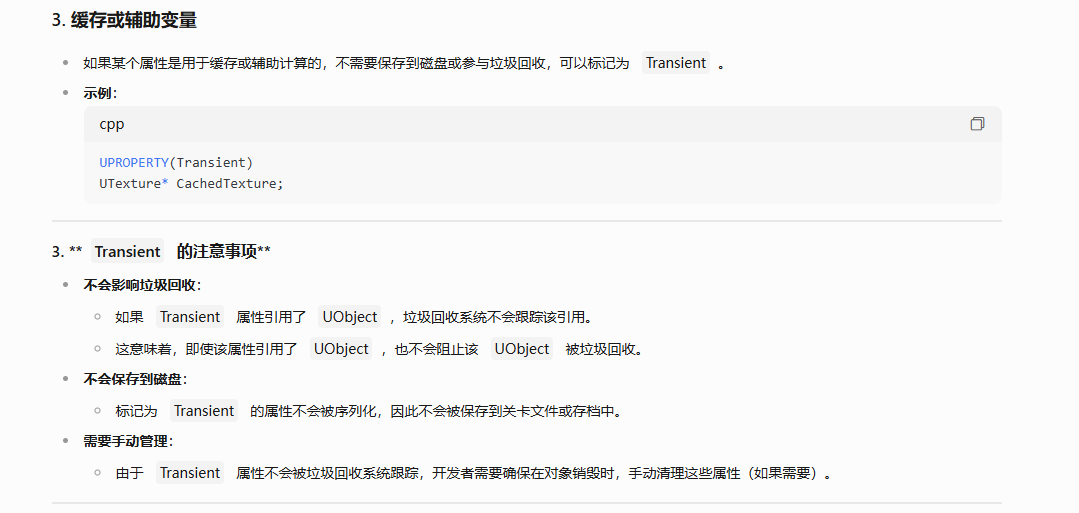 3. 缓存或辅助变量
如果某个属性是用于缓存或辅助计算的，不需要保存到磁盘或参与垃圾回收，可以标记为 Transient 。
示例：
cpp
UPROPERTY(Transient)
UTexture* CachedTexture;
3. ** Transient 的注意事项**
不会影响垃圾回收：
如果 Transient 属性引用了 UObject ，垃圾回收系统不会跟踪该引用。
这意味着，即使该属性引用了 UObject ，也不会阻止该 UObject 被垃圾回收。
不会保存到磁盘：
标记为 Transient 的属性不会被序列化，因此不会被保存到关卡文件或存档中。
需要手动管理：
由于 Transient 属性不会被垃圾回收系统跟踪，开发者需要确保在对象销毁时，手动清理这些属性（如果需要）。